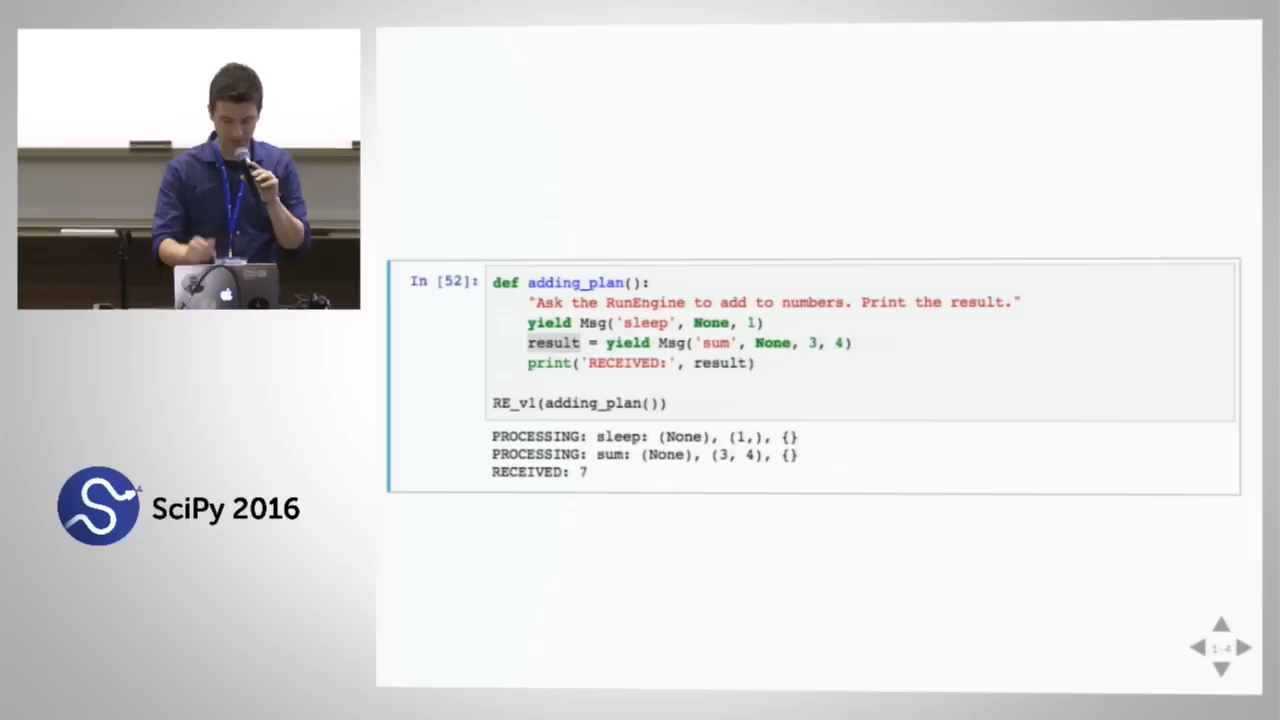 In [52]: def adding_plan():
"Ask the RunEngine to add to numbers. Print the result."
yield Msg('sleep', None, 1)
result = yield Msg('sum', None, 3, 4)
print('RECEIVED:', result)
RE_v1(adding_plan())
PROCESSING: sleep: (None), (1,), {}
PROCESSING: sum: (None), (3, 4), {}
RECEIVED: 7
SciPy 2016
1-4